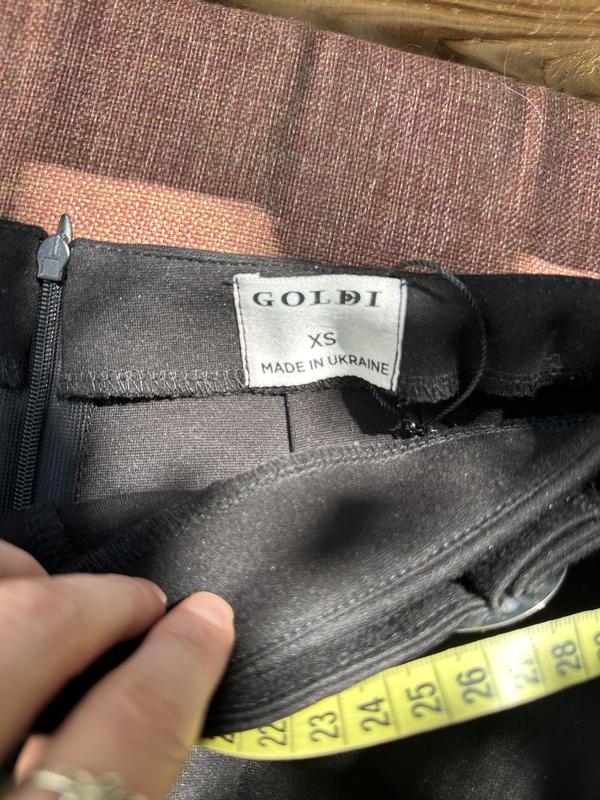 GOLDI
XS
MADE IN UKRAINE
22 23 24 25 26 27 28